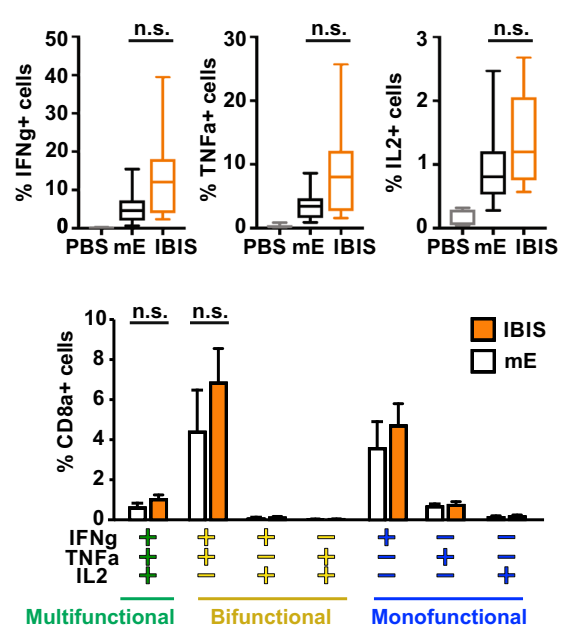 n.s. n.s. n.s.
50 30 3
40
30 20 2
20
10 10 1
0 0 0
% IFNg+ cells
% TNFa+ cells
% IL2+ cells
PBS mE IBIS PBS mE IBIS PBS mE IBIS
10 n.s. n.s.
8
6
4
2
0
% CD8a+ cells
IBIS
mE
IFNg + + + − + − −
TNFa + + − + − + −
IL2 + − + + − − +
Multifunctional Bifunctional Monofunctional